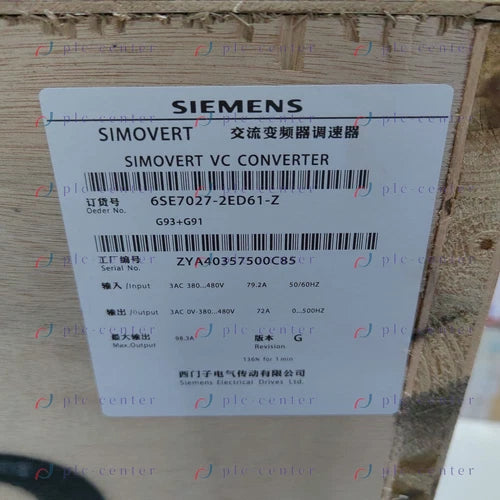 SIEMENS
SIMOVERT 交流变频器调速器
SIMOVERT VC CONVERTER
订货号 6SE7027-2ED61-Z
Oeder No.
G93+G91
工厂编号 ZYA40357500C85
Serial No.
输入/Input 3AC 380...480V 79.2A 50/60HZ
输出/Output 3AC 0V-380...480V 72A 0...500HZ
最大输出 98.3A 版本 G
Max.Output Revision
136% for 1min
西门子电气传动有限公司
Siemens Electrical Drives Ltd.
plc-center